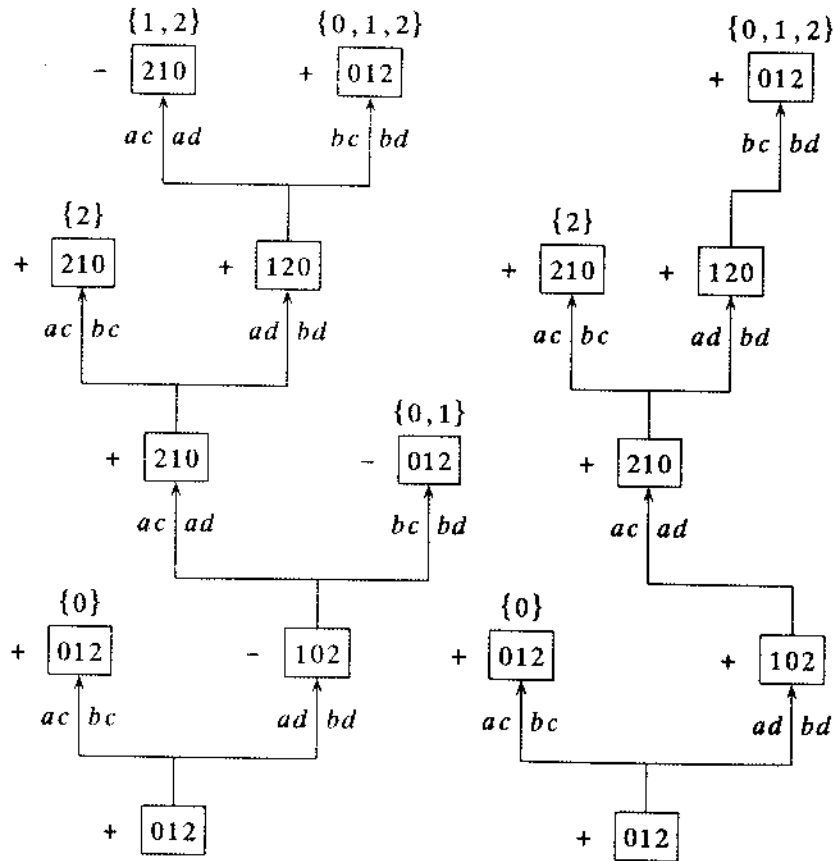 {1,2} {0,1,2} {0,1,2}
- 210 + 012 + 012
ac ad bc bd bc bd
{2} {2}
+ 210 + 120 + 210 + 120
ac bc ad bd ac bc ad bd
{0,1}
+ 210 - 012 + 210
ac ad bc bd ac ad
{0} {0}
+ 012 - 102 + 012 + 102
ac bc ad bd ac bc ad bd
+ 012 + 012